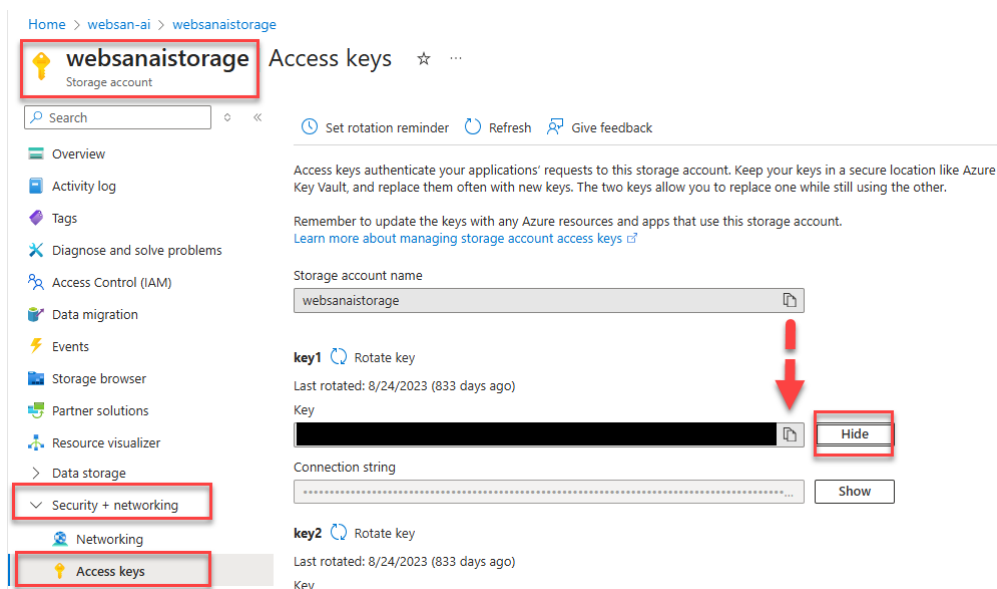 Home > websan-ai > websanaistorage
websanaistorage Access keys ☆ ...
Storage account
Search
Overview
Activity log
Tags
Diagnose and solve problems
Access Control (IAM)
Data migration
Events
Storage browser
Partner solutions
Resource visualizer
Data storage
Security + networking
Networking
Access keys
Set rotation reminder Refresh Give feedback
Access keys authenticate your applications' requests to this storage account. Keep your keys in a secure location like Azure
Key Vault, and replace them often with new keys. The two keys allow you to replace one while still using the other.
Remember to update the keys with any Azure resources and apps that use this storage account.
Learn more about managing storage account access keys
Storage account name
websanaistorage
key1 Rotate key
Last rotated: 8/24/2023 (833 days ago)
Key
Hide
Connection string
Show
key2 Rotate key
Last rotated: 8/24/2023 (833 days ago)
Key